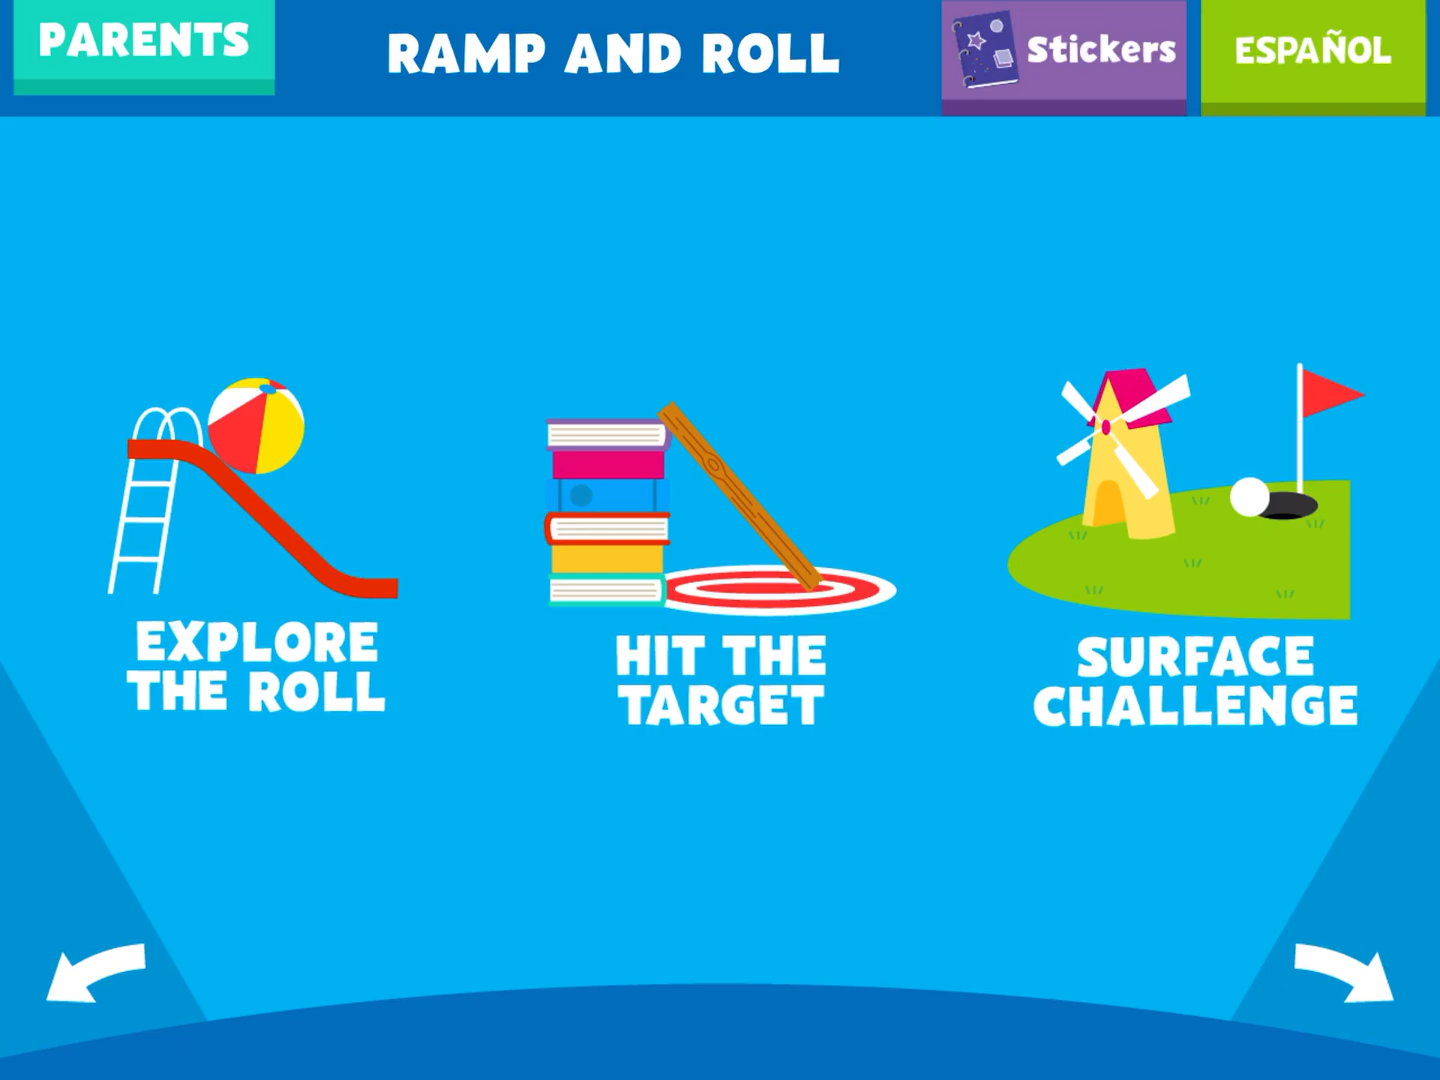 PARENTS
RAMP AND ROLL
Stickers
ESPAÑOL
EXPLORE
THE ROLL
HIT THE
TARGET
SURFACE
CHALLENGE